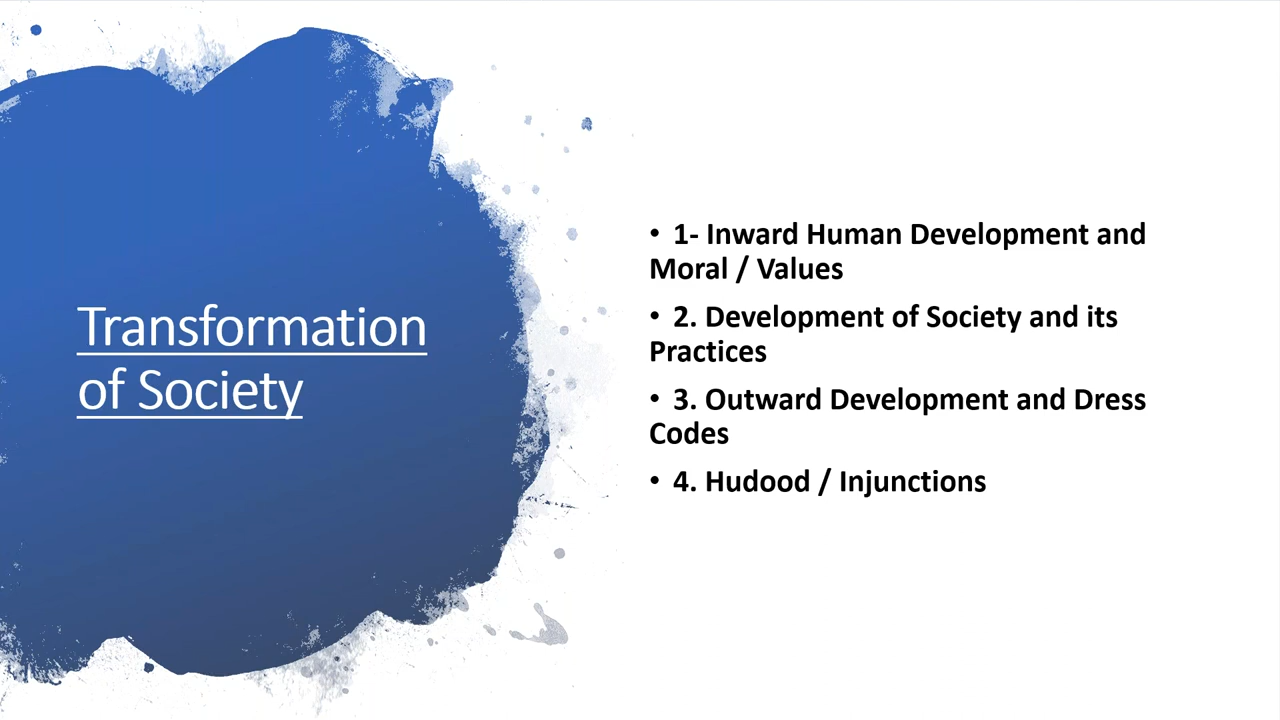 Transformation
of Society
• 1- Inward Human Development and
Moral / Values
• 2. Development of Society and its
Practices
• 3. Outward Development and Dress
Codes
• 4. Hudood / Injunctions